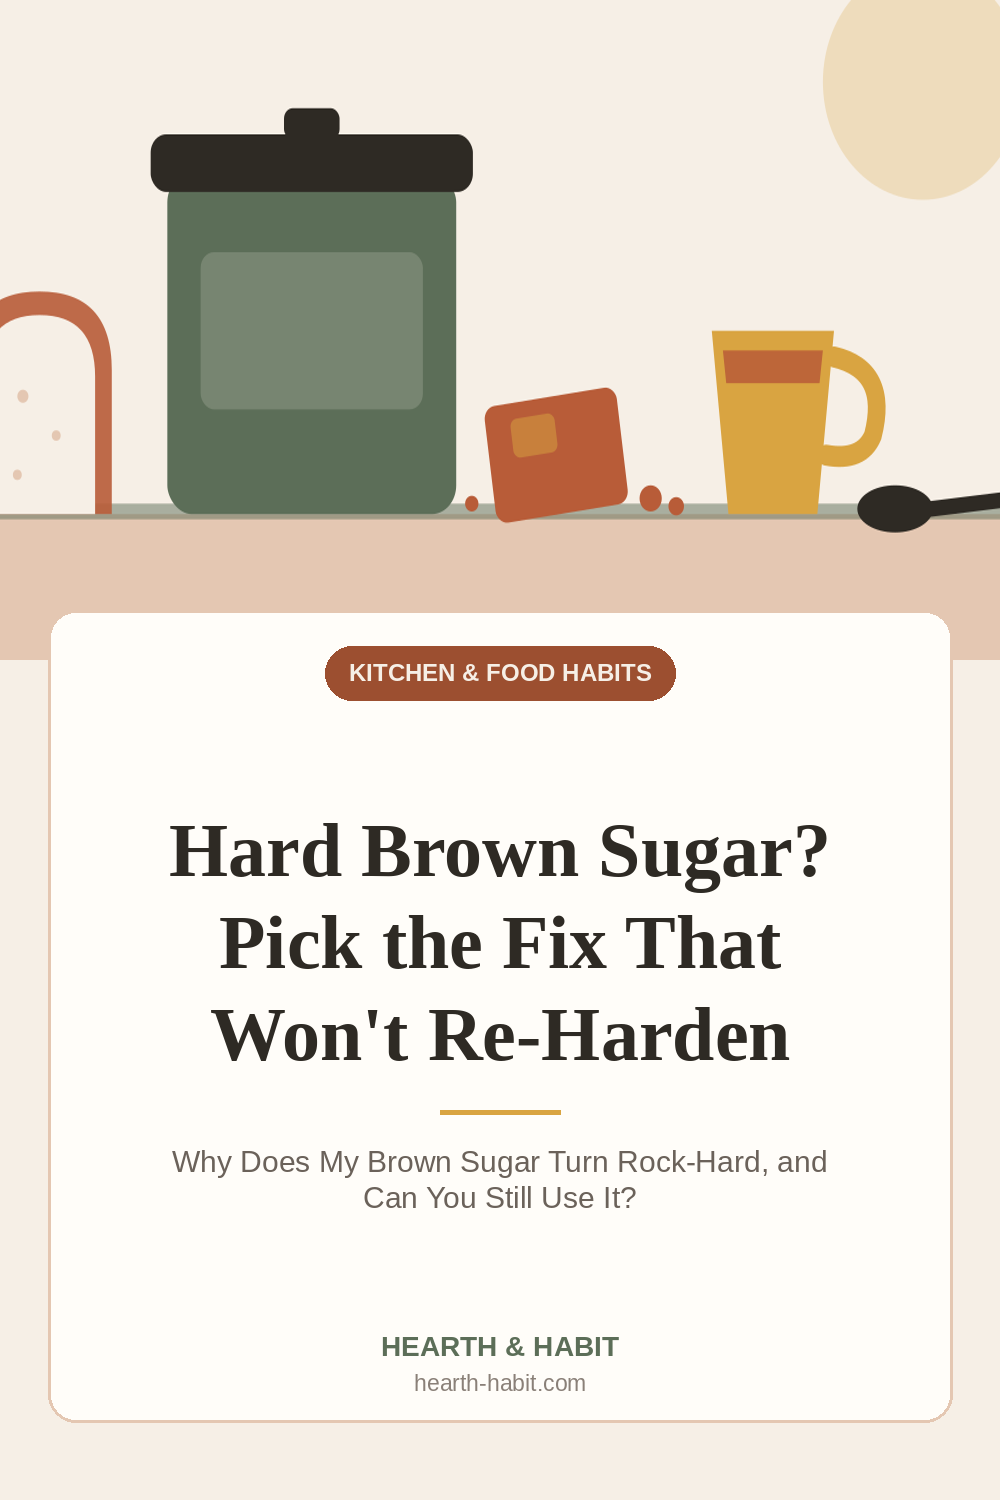 KITCHEN & FOOD HABITS
Hard Brown Sugar?
Pick the Fix That
Won't Re-Harden
Why Does My Brown Sugar Turn Rock-Hard, and
Can You Still Use It?
HEARTH & HABIT
hearth-habit.com